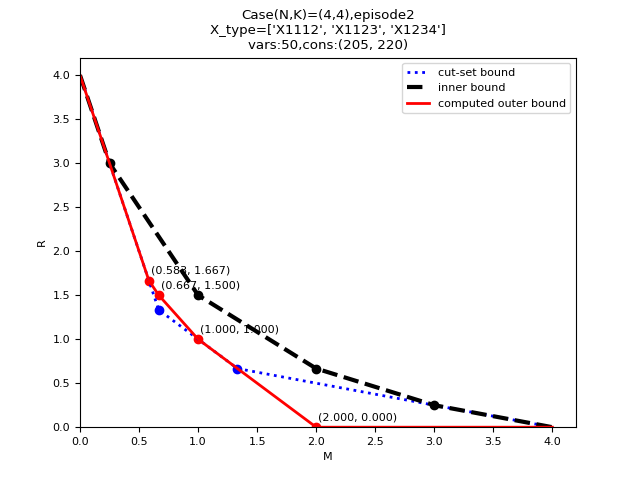 Case(N,K)=(4,4),episode2
X_type=['X1112', 'X1123', 'X1234']
vars:50,cons:(205, 220)
cut-set bound
inner bound
computed outer bound
R
4.0
3.5
3.0
2.5
2.0
1.5
1.0
0.5
0.0
(0.583, 1.667)
(0.667, 1.500)
(1.000, 1.000)
(2.000, 0.000)
0.0 0.5 1.0 1.5 2.0 2.5 3.0 3.5 4.0
M